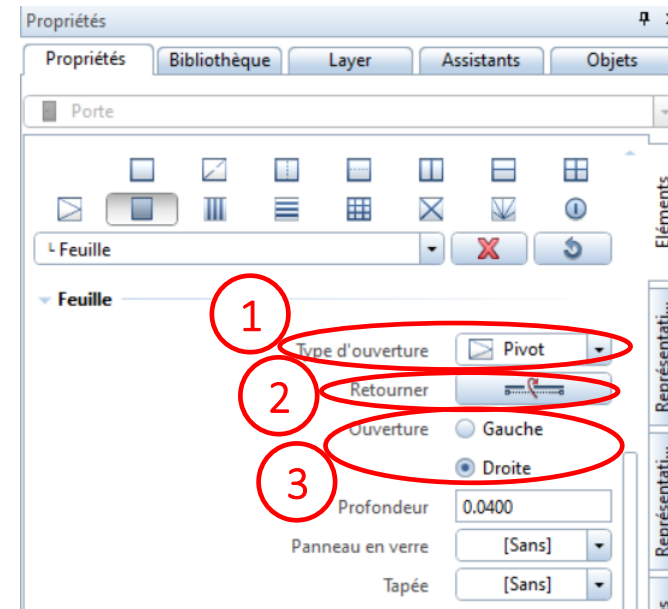 Propriétés
Propriétés Bibliothèque Layer Assistants Objets
Porte
└ Feuille
Feuille
1
Type d'ouverture Pivot
2
Retourner
Ouverture Gauche
3
Droite
Profondeur 0.0400
Panneau en verre [Sans]
Tapée [Sans]
Eléments
Représentati...
Représentati...